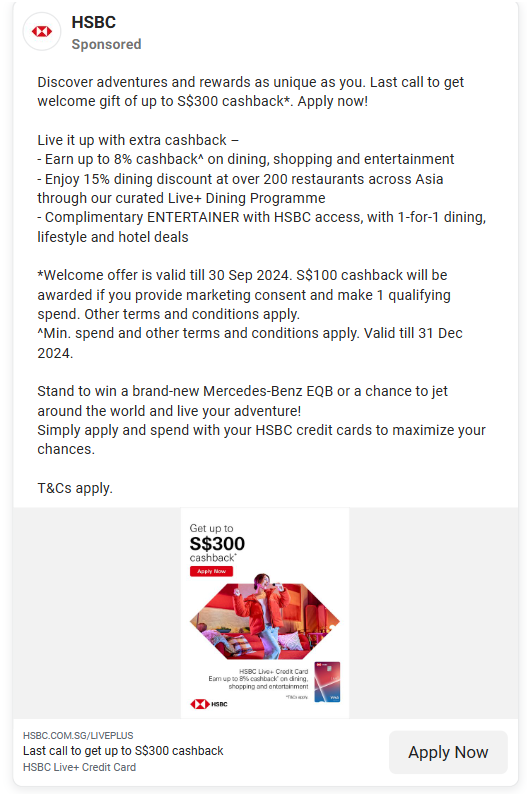 HSBC
Sponsored
Discover adventures and rewards as unique as you. Last call to get
welcome gift of up to S$300 cashback*. Apply now!
Live it up with extra cashback –
- Earn up to 8% cashback^ on dining, shopping and entertainment
- Enjoy 15% dining discount at over 200 restaurants across Asia
through our curated Live+ Dining Programme
- Complimentary ENTERTAINER with HSBC access, with 1-for-1 dining,
lifestyle and hotel deals
*Welcome offer is valid till 30 Sep 2024. S$100 cashback will be
awarded if you provide marketing consent and make 1 qualifying
spend. Other terms and conditions apply.
^Min. spend and other terms and conditions apply. Valid till 31 Dec
2024.
Stand to win a brand-new Mercedes-Benz EQB or a chance to jet
around the world and live your adventure!
Simply apply and spend with your HSBC credit cards to maximize your
chances.
T&Cs apply.
Get up to
S$300
cashback*
Apply Now
HSBC Live+ Credit Card
Earn up to 8% cashback* on dining,
shopping and entertainment
*T&Cs apply
HSBC
VISA
HSBC.COM.SG/LIVEPLUS
Last call to get up to S$300 cashback
HSBC Live+ Credit Card
Apply Now